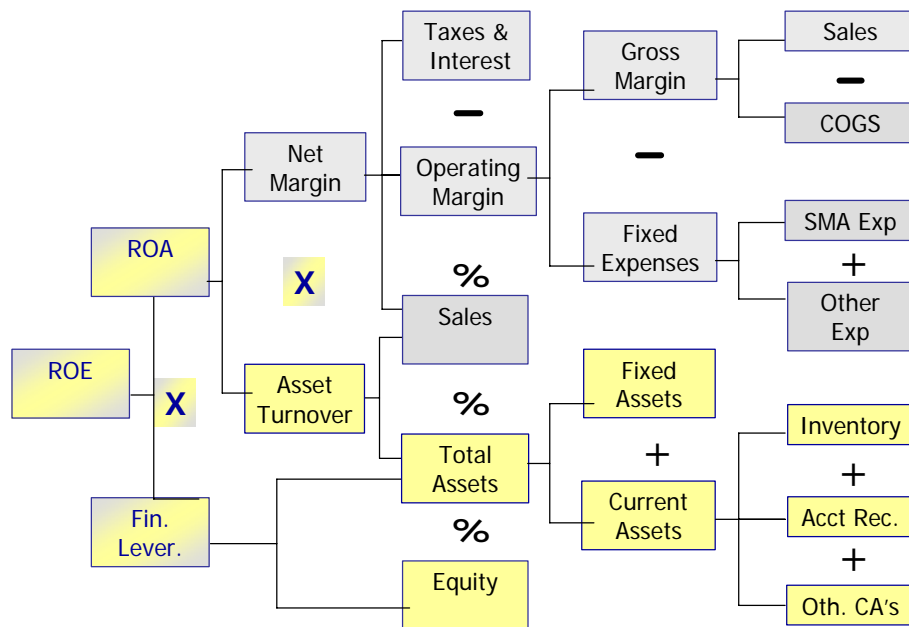 Taxes &
Interest
Gross
Margin
Sales
−
−
COGS
Net
Margin
Operating
Margin
−
ROA
Fixed
Expenses
SMA Exp
+
X
%
Other
Exp
Sales
ROE
X
Asset
Turnover
%
Fixed
Assets
Inventory
+
+
Total
Assets
Current
Assets
Acct Rec.
Fin.
Lever.
%
+
Equity
Oth. CA's